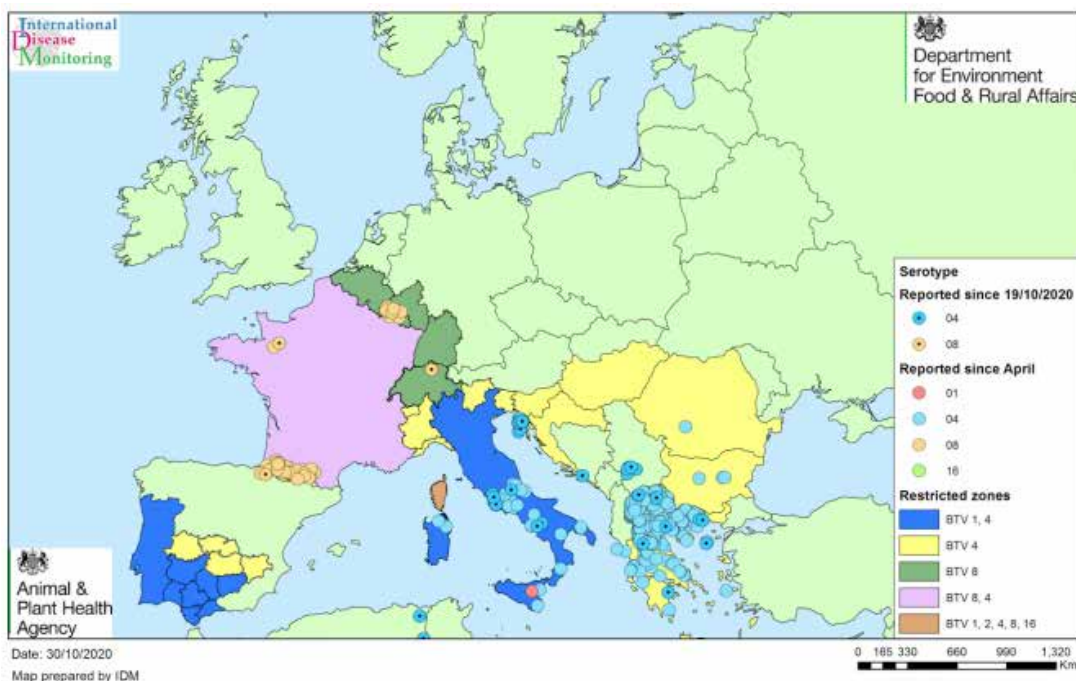 International
Disease
Monitoring
Department
for Environment
Food & Rural Affairs
Serotype
Reported since 19/10/2020
04
08
Reported since April
01
04
08
16
Restricted zones
BTV 1, 4
BTV 4
BTV 8
BTV 8, 4
BTV 1, 2, 4, 8, 16
Animal &
Plant Health
Agency
Date: 30/10/2020
Map prepared by IDM
0 165 330 660 990 1,320
Km